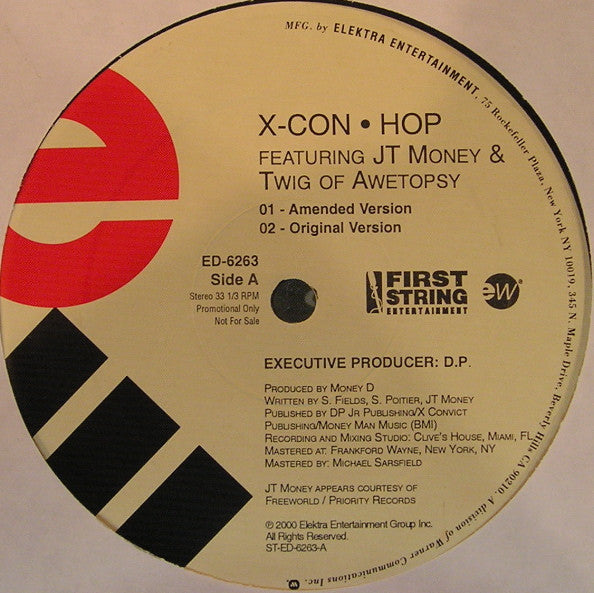 MFG. by ELEKTRA ENTERTAINMENT, 75 Rockefeller Plaza, New York NY 10019. 345 N. Maple Drive, Beverly Hills CA 90210. A division of Warner Communications Inc.
e
X-CON • HOP
FEATURING JT MONEY &
TWIG OF AWETOPSY
01 - Amended Version
02 - Original Version
ED-6263
Side A
Stereo 33 1/3 RPM
Promotional Only
Not For Sale
FIRST
STRING
ENTERTAINMENT
eW
EXECUTIVE PRODUCER: D.P.
PRODUCED BY MONEY D
WRITTEN BY S. FIELDS, S. POITIER, JT MONEY
PUBLISHED BY DP JR PUBLISHING/X CONVICT
PUBLISHING/MONEY MAN MUSIC (BMI)
RECORDING AND MIXING STUDIO: CLIVE'S HOUSE, MIAMI, FL
MASTERED AT: FRANKFORD WAYNE, NEW YORK, NY
MASTERED BY: MICHAEL SARSFIELD
JT MONEY APPEARS COURTESY OF
FREEWORLD / PRIORITY RECORDS
℗ 2000 Elektra Entertainment Group Inc.
All Rights Reserved.
ST-ED-6263-A